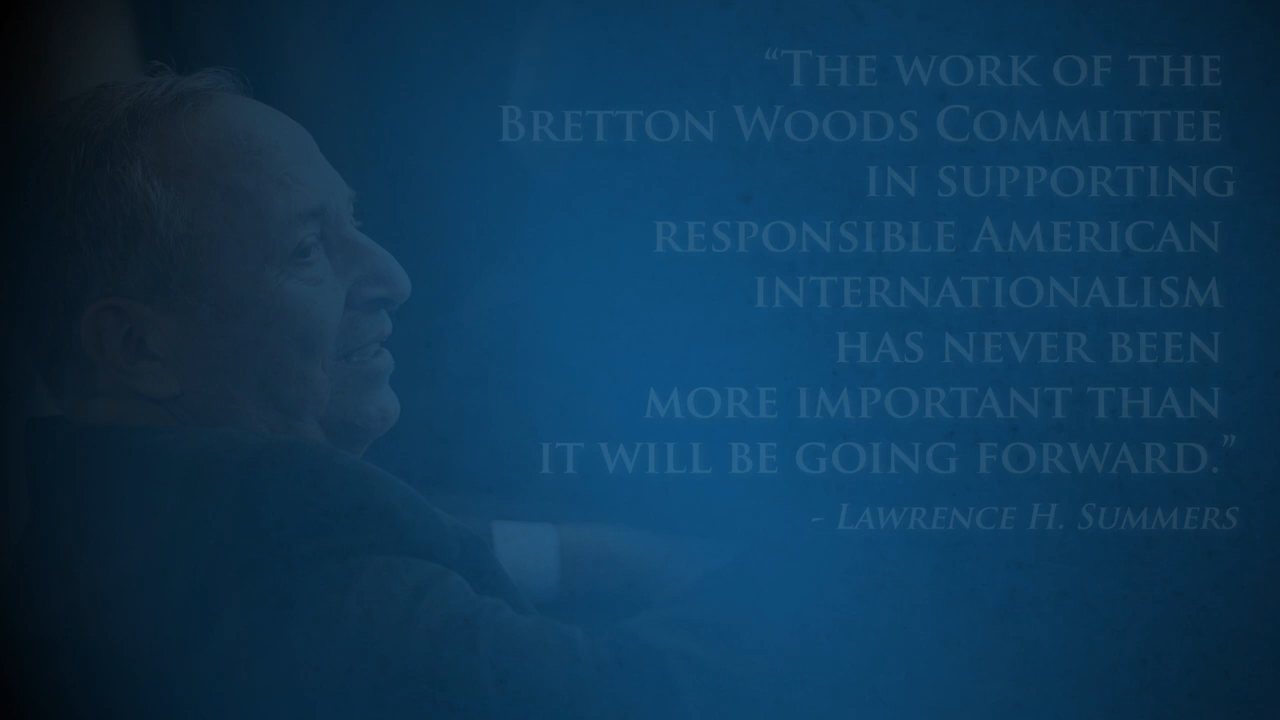 “The work of the
Bretton Woods Committee
in supporting
responsible American
internationalism
has never been
more important than
it will be going forward.”
- Lawrence H. Summers